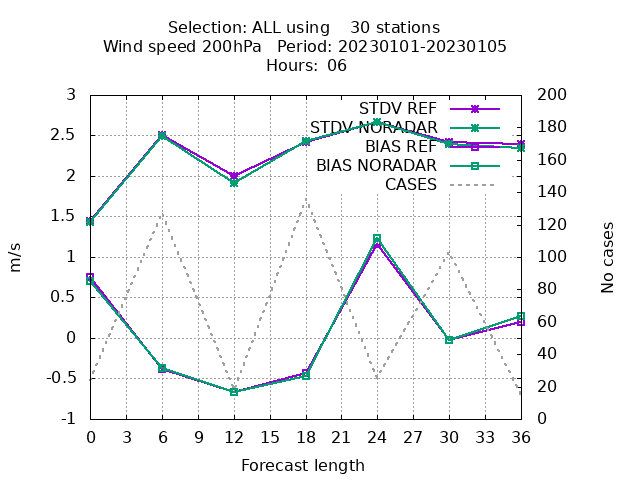 Selection: ALL using    30 stations
Wind speed 200hPa   Period: 20230101-20230105
Hours:  06
STDV REF
STDV NORADAR
BIAS REF
BIAS NORADAR
CASES
m/s
3
2.5
2
1.5
1
0.5
0
-0.5
-1
200
180
160
140
120
100
80
60
40
20
0
No cases
0 3 6 9 12 15 18 21 24 27 30 33 36
Forecast length